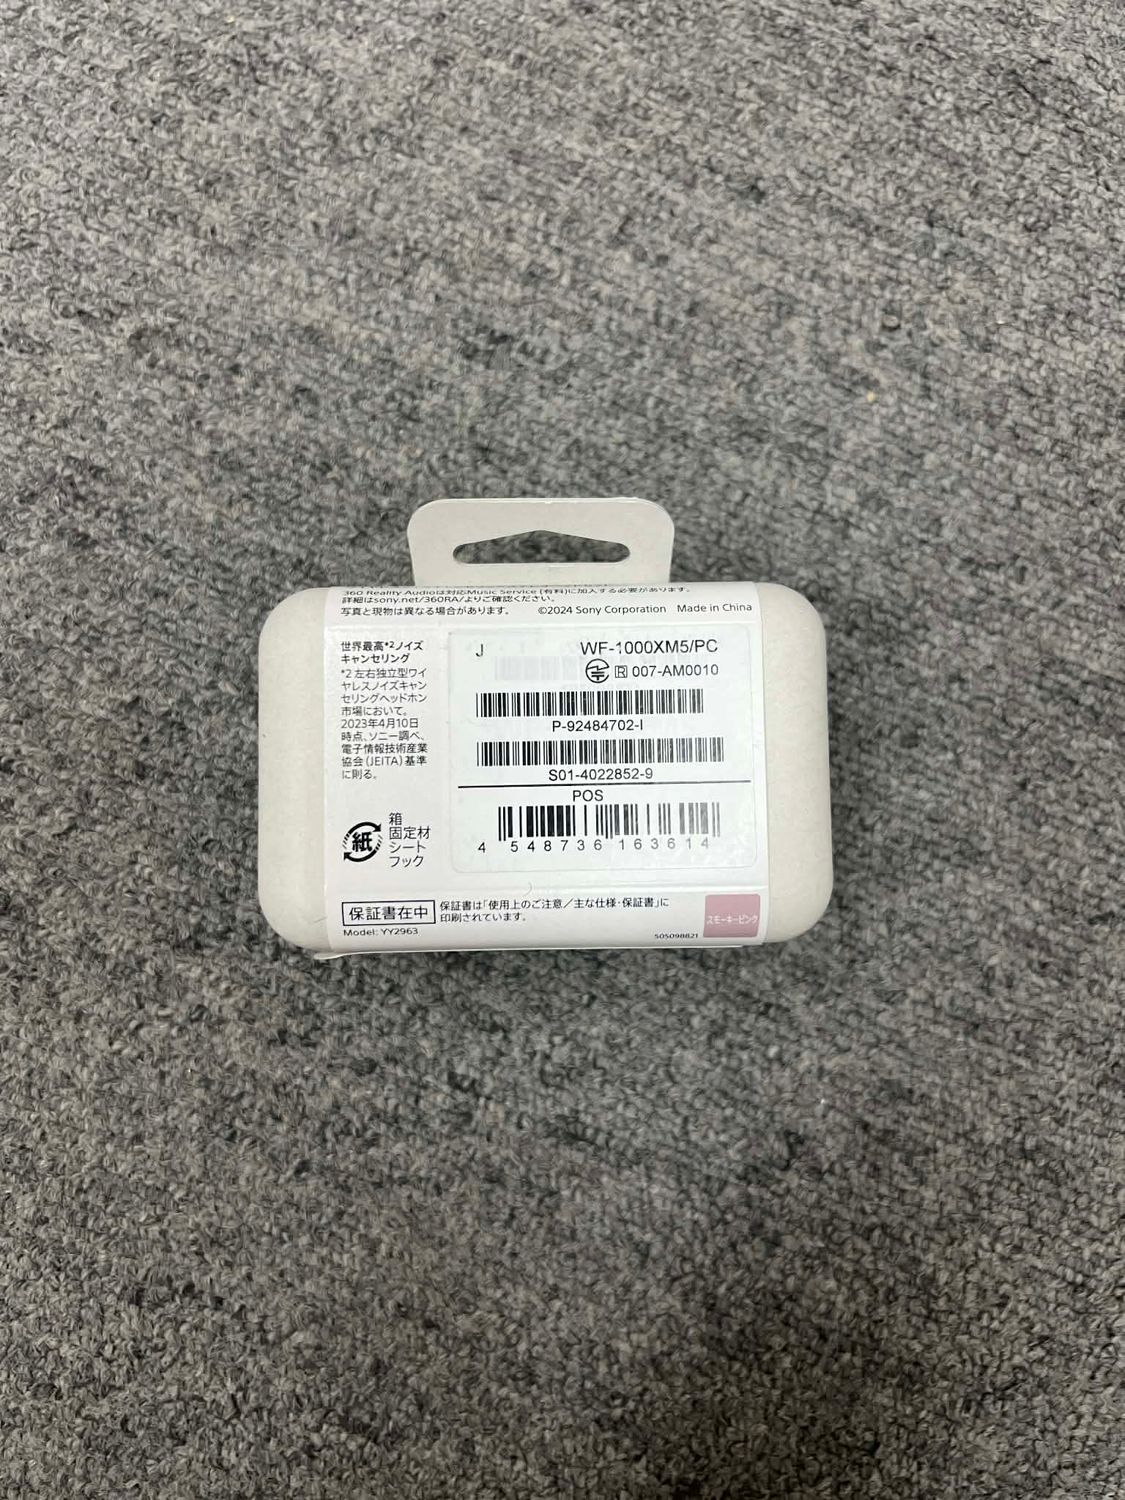 360 Reality Audioは対応Music Service (有料)に加入する必要があります。
詳細はsony.net/360RA/よりご確認ください。
写真と現物は異なる場合があります。 ©2024 Sony Corporation Made in China
世界最高*2ノイズ
キャンセリング
*2 左右独立型ワイ
ヤレスノイズキャン
セリングヘッドホン
市場において。
2023年4月10日
時点、ソニー調べ、
電子情報技術産業
協会(JEITA)基準
に則る。
J WF-1000XM5/PC
R 007-AM0010
P-92484702-I
S01-4022852-9
POS
4 548736 163614
紙
箱
固定材
シート
フック
保証書在中
保証書は「使用上のご注意／主な仕様・保証書」に
印刷されています。
Model: YY2963
505098821
スモーキーピンク